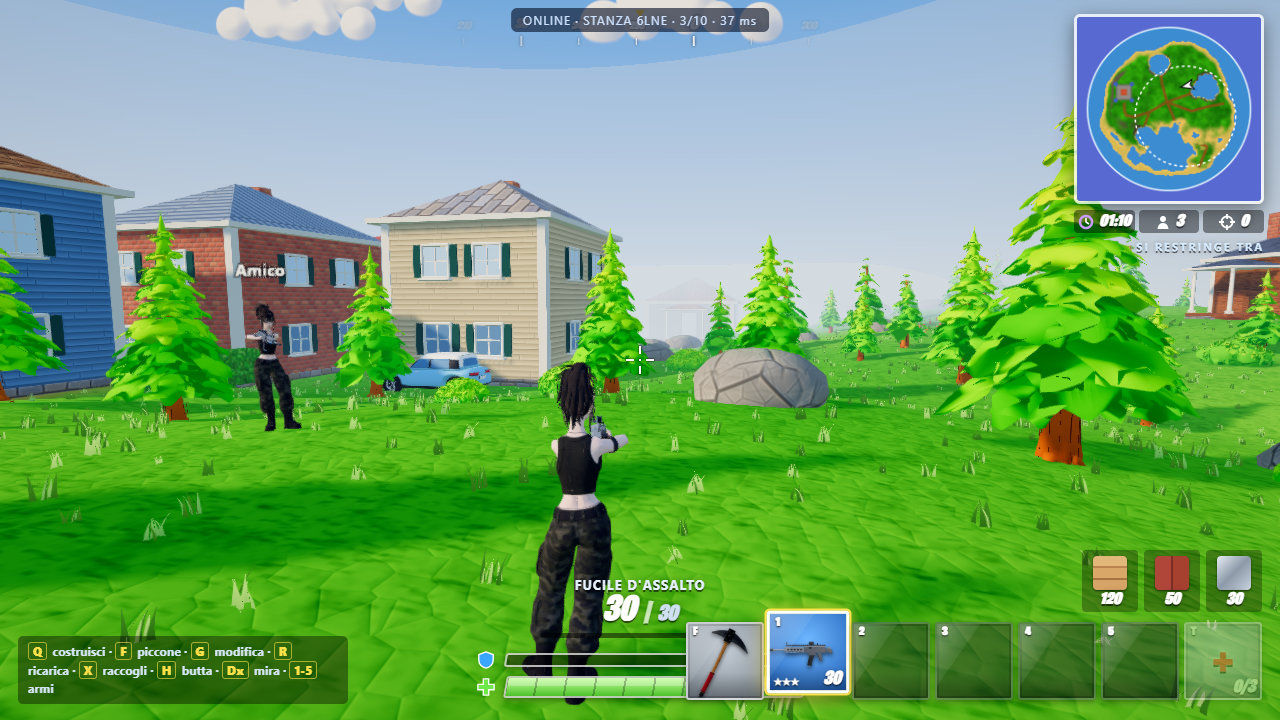 ONLINE · STANZA 6LNE · 3/10 · 37 ms
01:10
3
0
SI RESTRINGE TRA
Amico
FUCILE D'ASSALTO
30 / 30
120
50
30
Q costruisci · F piccone · G modifica · R
ricarica · X raccogli · H butta · Dx mira · 1-5
armi
F
1
30
2
3
4
5
T
0/3